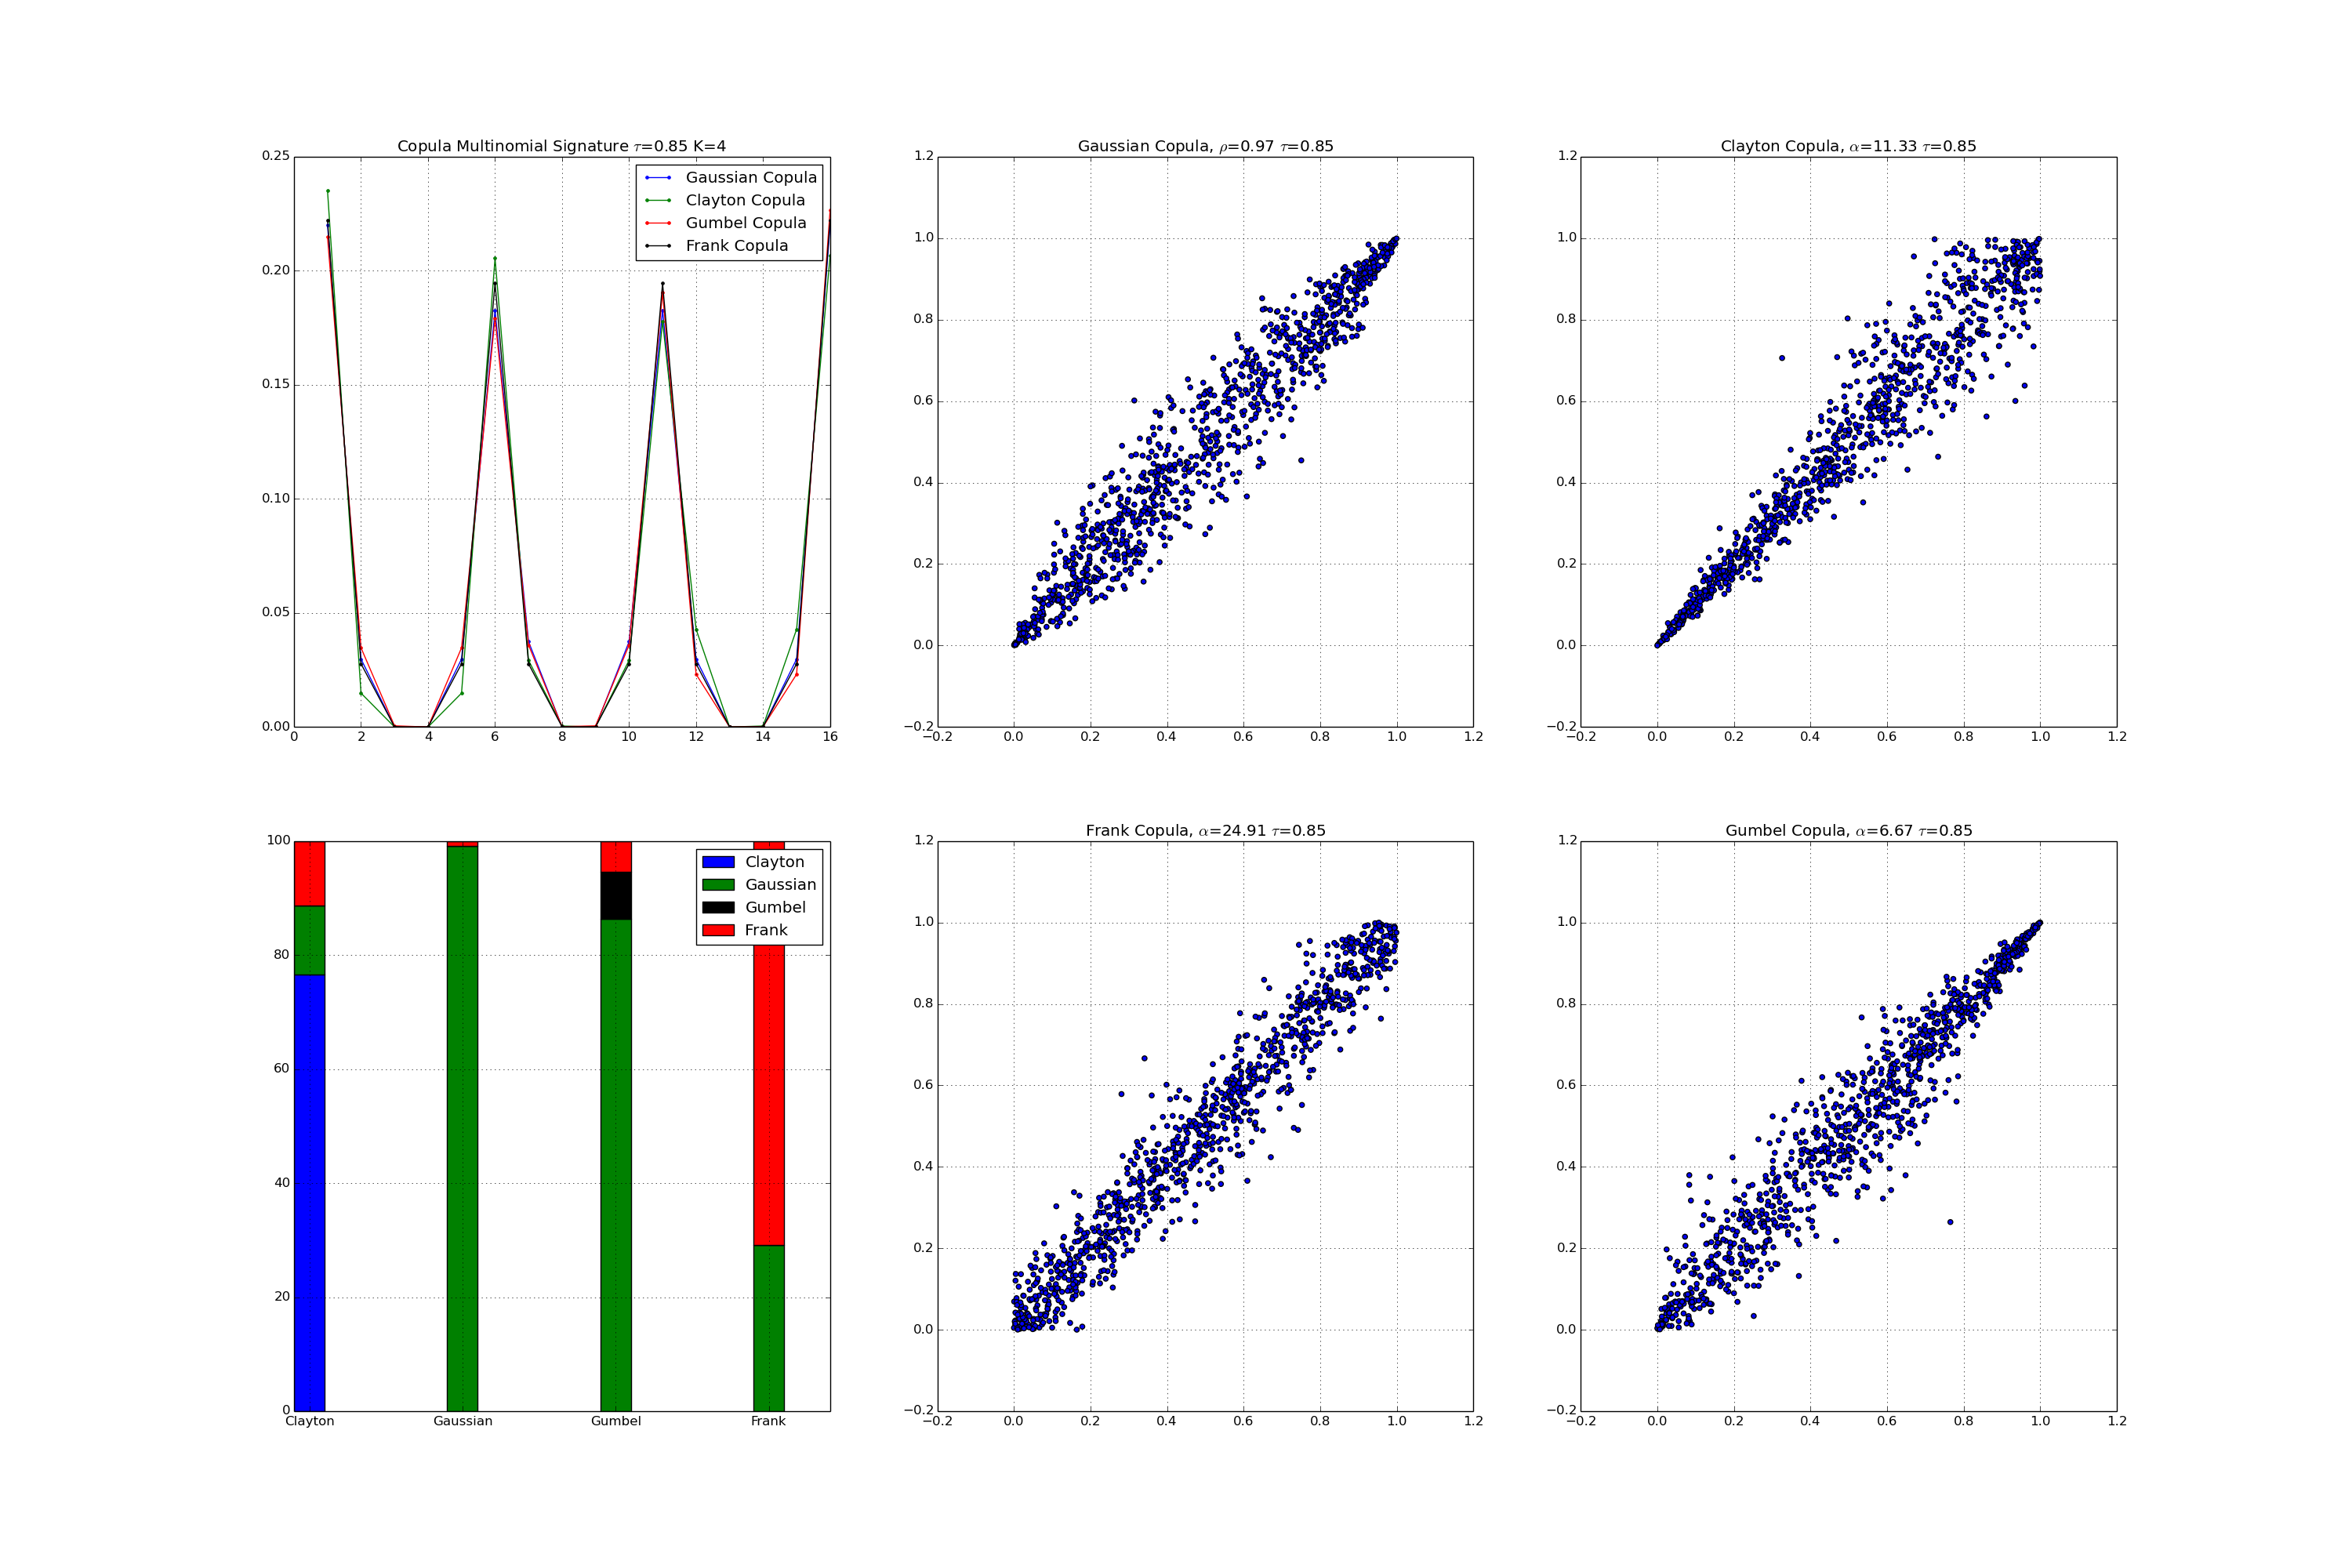 Copula Multinomial Signature τ=0.85 K=4
0.25
0.20
0.15
0.10
0.05
0.00
0 2 4 6 8 10 12 14 16
Gaussian Copula
Clayton Copula
Gumbel Copula
Frank Copula
Gaussian Copula, ρ=0.97 τ=0.85
1.2
1.0
0.8
0.6
0.4
0.2
0.0
−0.2
−0.2 0.0 0.2 0.4 0.6 0.8 1.0 1.2
Clayton Copula, α=11.33 τ=0.85
1.2
1.0
0.8
0.6
0.4
0.2
0.0
−0.2
−0.2 0.0 0.2 0.4 0.6 0.8 1.0 1.2
100
80
60
40
20
0
Clayton Gaussian Gumbel Frank
Clayton
Gaussian
Gumbel
Frank
Frank Copula, α=24.91 τ=0.85
1.2
1.0
0.8
0.6
0.4
0.2
0.0
−0.2
−0.2 0.0 0.2 0.4 0.6 0.8 1.0 1.2
Gumbel Copula, α=6.67 τ=0.85
1.2
1.0
0.8
0.6
0.4
0.2
0.0
−0.2
−0.2 0.0 0.2 0.4 0.6 0.8 1.0 1.2